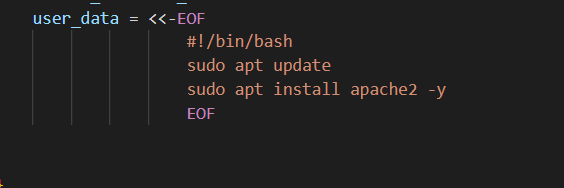 user_data = <<-EOF
#!/bin/bash
sudo apt update
sudo apt install apache2 -y
EOF